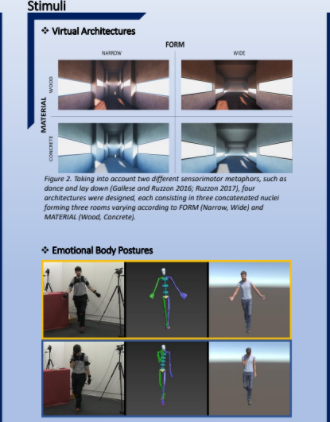 Stimuli
❖ Virtual Architectures
FORM
NARROW WIDE
MATERIAL
WOOD
CONCRETE
Figure 2. Taking into account two different sensorimotor metaphors, such as
dance and lay down (Gallese and Ruzzon 2016; Ruzzon 2017), four
architectures were designed, each consisting in three concatenated nuclei
forming three rooms varying according to FORM (Narrow, Wide) and
MATERIAL (Wood, Concrete).
❖ Emotional Body Postures